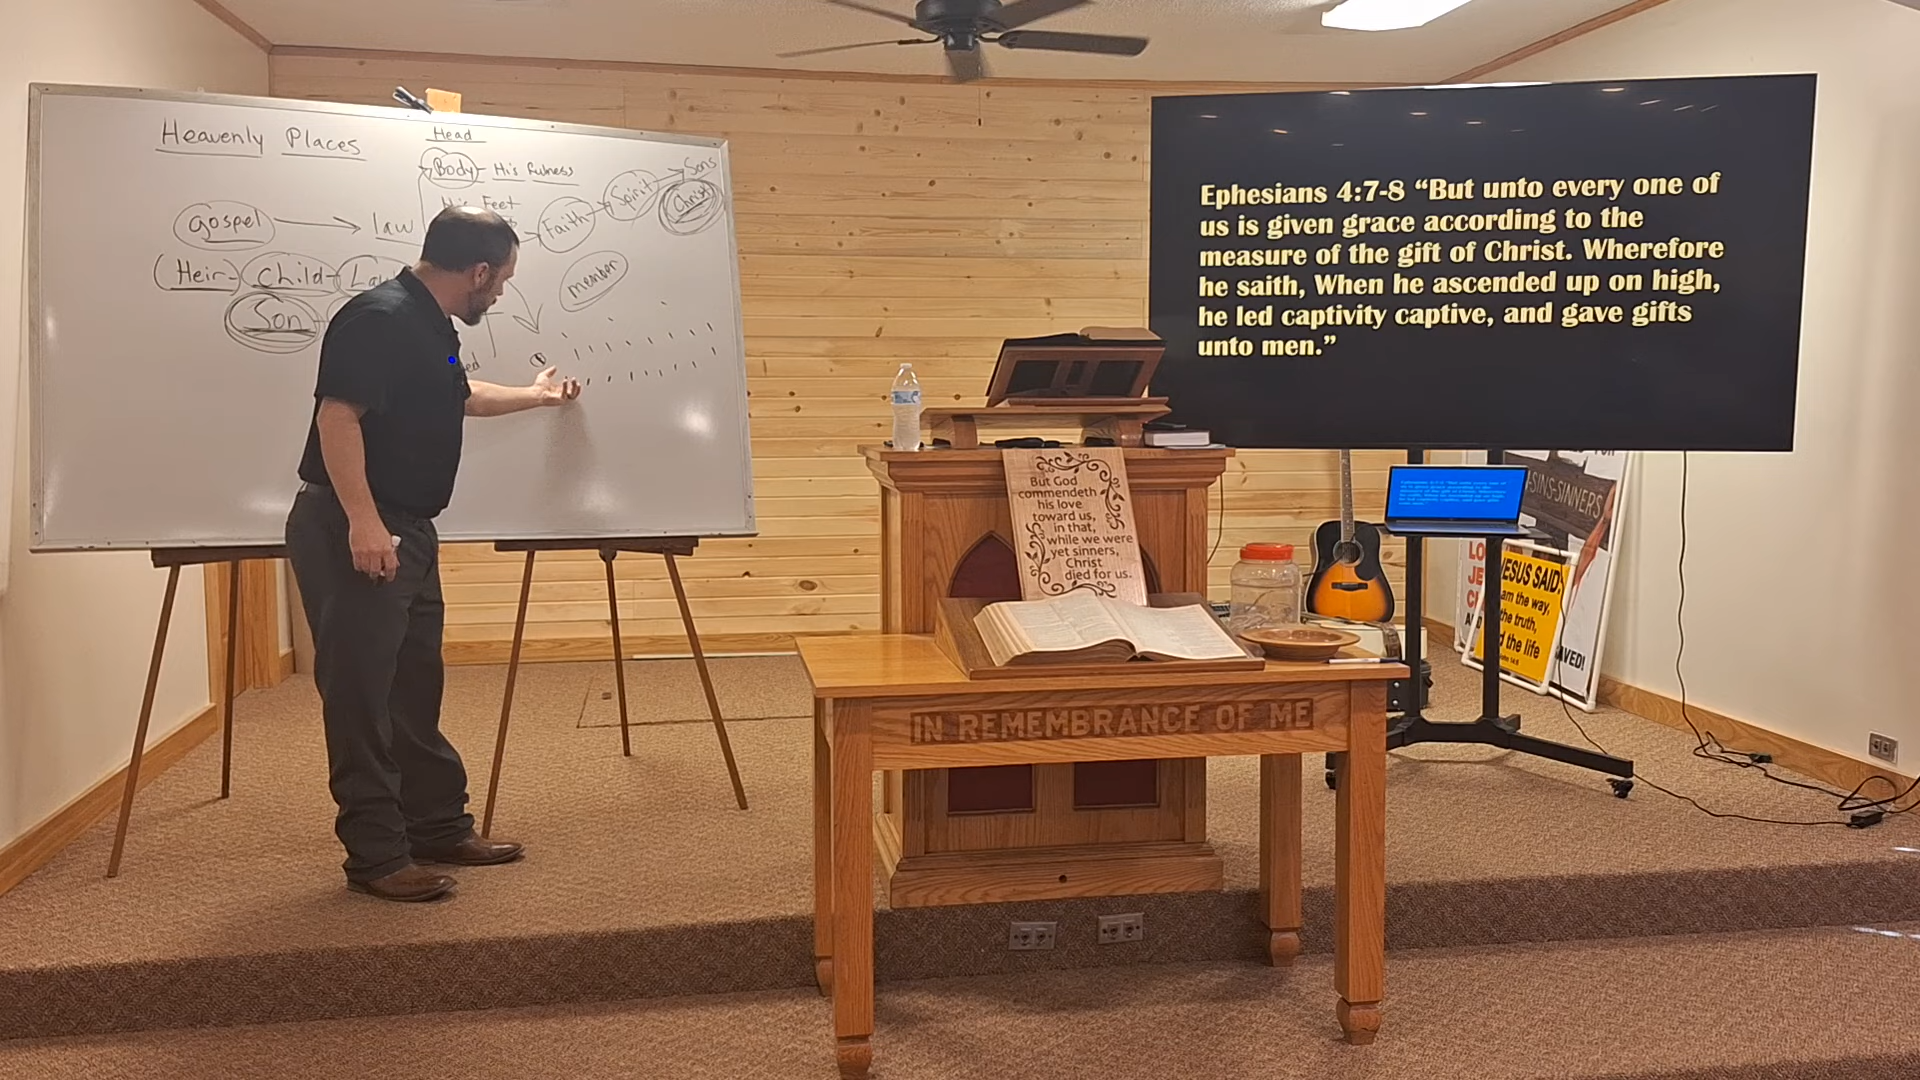 Heavenly Places
Head
Body - His fulness
His Feet
gospel
law
Faith
Spirit
Sons
Christ
(Heir - Child - Law
member
Son
Ephesians 4:7-8 “But unto every one of
us is given grace according to the
measure of the gift of Christ. Wherefore
he saith, When he ascended up on high,
he led captivity captive, and gave gifts
unto men.”
But God
commendeth
his love
toward us,
in that,
while we were
yet sinners,
Christ
died for us.
IN REMEMBRANCE OF ME
-SINS-SINNERS
JESUS SAID:
am the way,
the truth,
d the life
AVED!